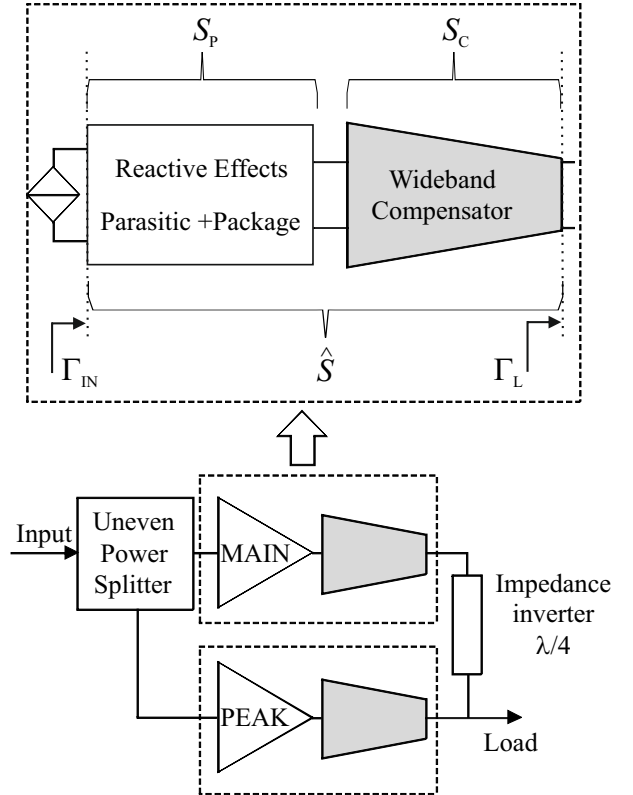 S_P
S_C
Reactive Effects
Parasitic +Package
Wideband
Compensator
Γ_IN
Ŝ
Γ_L
Input
Uneven
Power
Splitter
MAIN
Impedance
inverter
λ/4
PEAK
Load